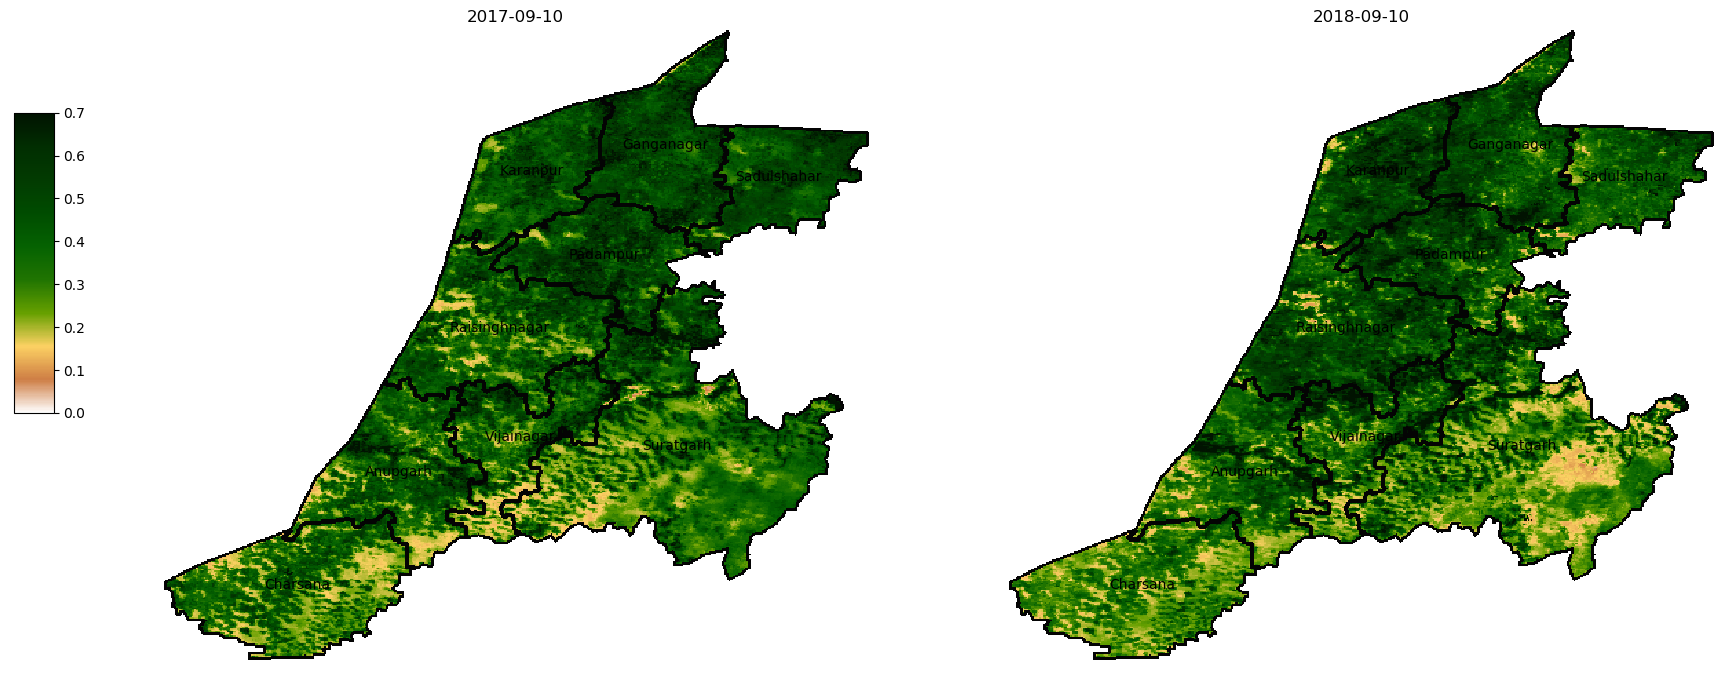 2017-09-10
2018-09-10
0.7
0.6
0.5
0.4
0.3
0.2
0.1
0.0
Ganganagar
Karanpur
Sadulshahar
Padampur
Raisinghnagar
Vijainagar
Suratgarh
Anupgarh
Charsana
Ganganagar
Karanpur
Sadulshahar
Padampur
Raisinghnagar
Vijainagar
Suratgarh
Anupgarh
Charsana